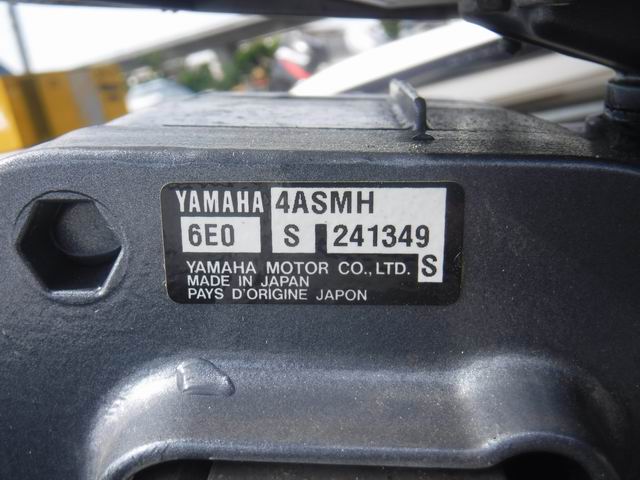 YAMAHA 4ASMH
6E0 S 241349
YAMAHA MOTOR CO., LTD. S
MADE IN JAPAN
PAYS D'ORIGINE JAPON